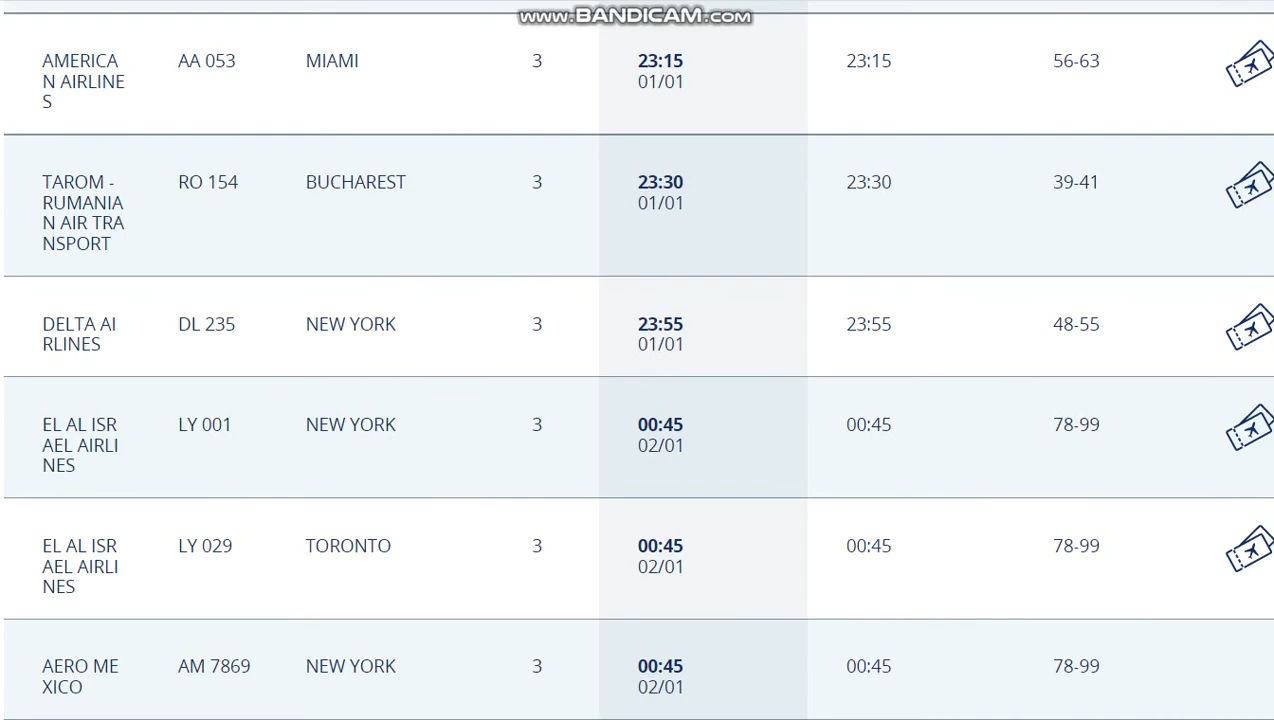 www.BANDICAM.com
AMERICA
N AIRLINE
S
AA 053
MIAMI
3
23:15
01/01
23:15
56-63
TAROM -
RUMANIA
N AIR TRA
NSPORT
RO 154
BUCHAREST
3
23:30
01/01
23:30
39-41
DELTA AI
RLINES
DL 235
NEW YORK
3
23:55
01/01
23:55
48-55
EL AL ISR
AEL AIRLI
NES
LY 001
NEW YORK
3
00:45
02/01
00:45
78-99
EL AL ISR
AEL AIRLI
NES
LY 029
TORONTO
3
00:45
02/01
00:45
78-99
AERO ME
XICO
AM 7869
NEW YORK
3
00:45
02/01
00:45
78-99